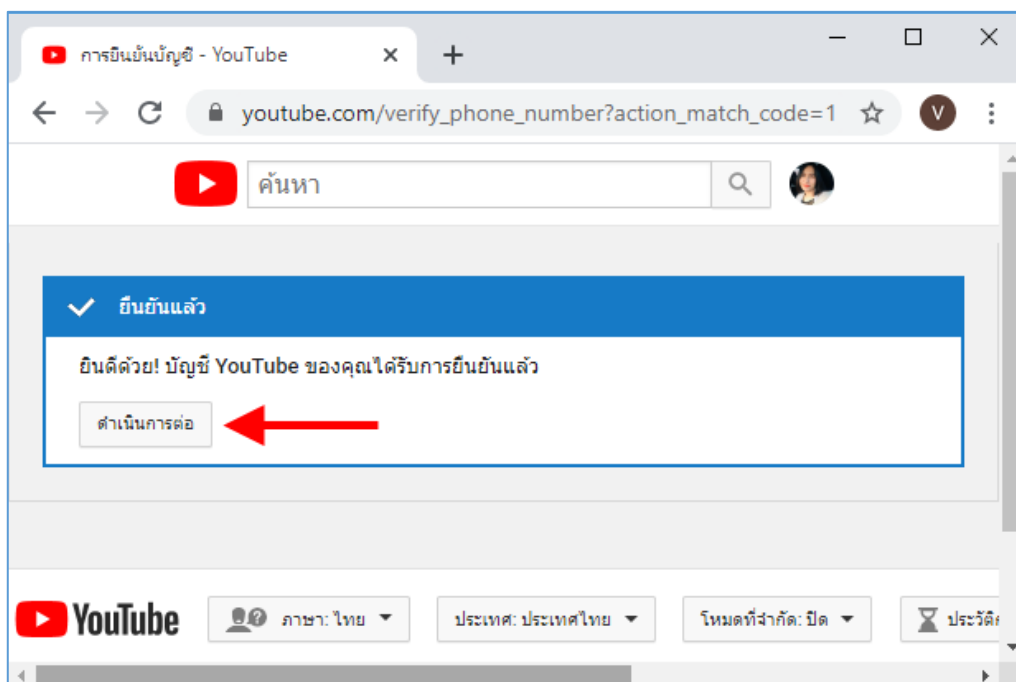 การยืนยันบัญชี - YouTube
youtube.com/verify_phone_number?action_match_code=1
V
ค้นหา
ยืนยันแล้ว
ยินดีด้วย! บัญชี YouTube ของคุณได้รับการยืนยันแล้ว
ดำเนินการต่อ
YouTube ภาษา: ไทย ประเทศ: ประเทศไทย โหมดที่จำกัด: ปิด